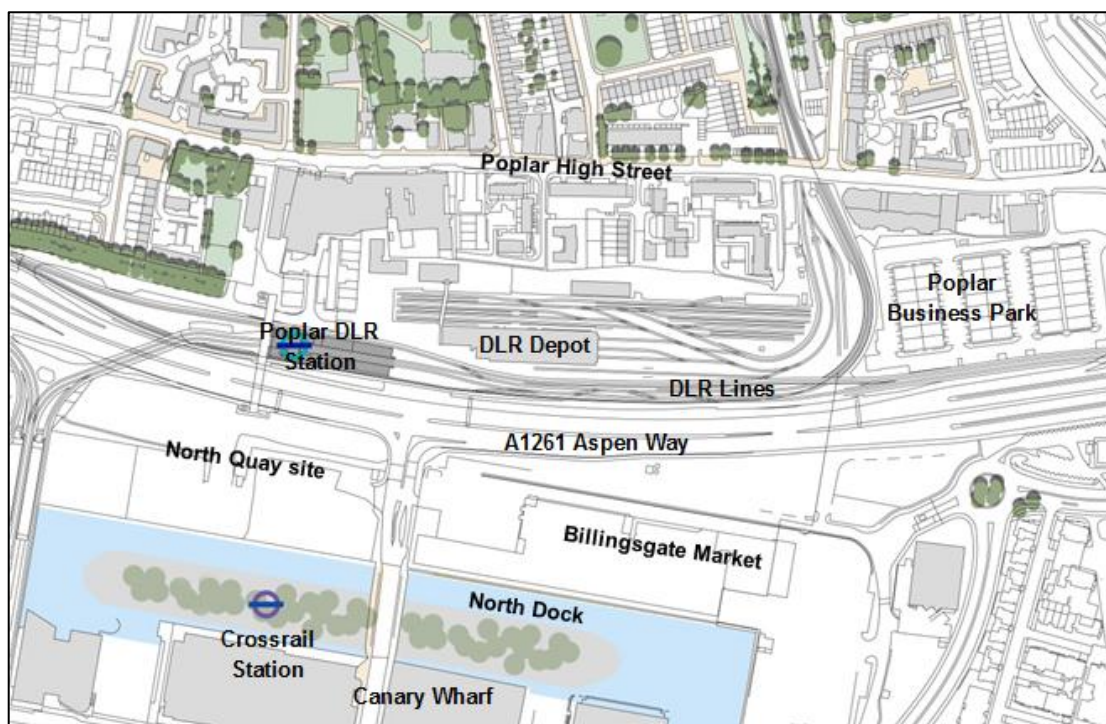 Poplar High Street
Poplar
Business Park
Poplar DLR
Station
DLR Depot
DLR Lines
A1261 Aspen Way
North Quay site
Billingsgate Market
North Dock
Crossrail
Station
Canary Wharf